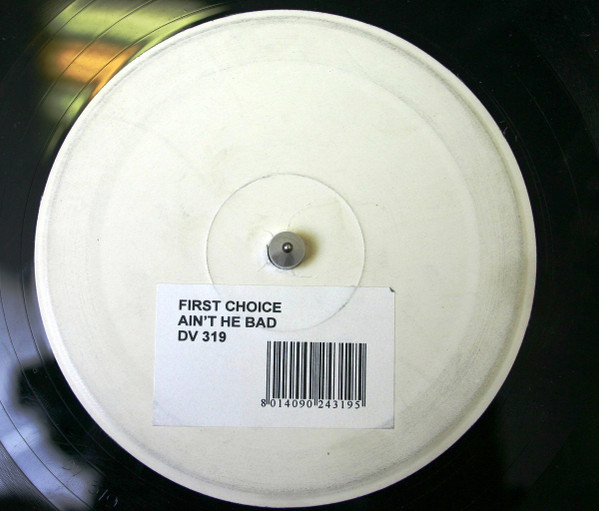 FIRST CHOICE
AIN'T HE BAD
DV 319
8 014090 243195